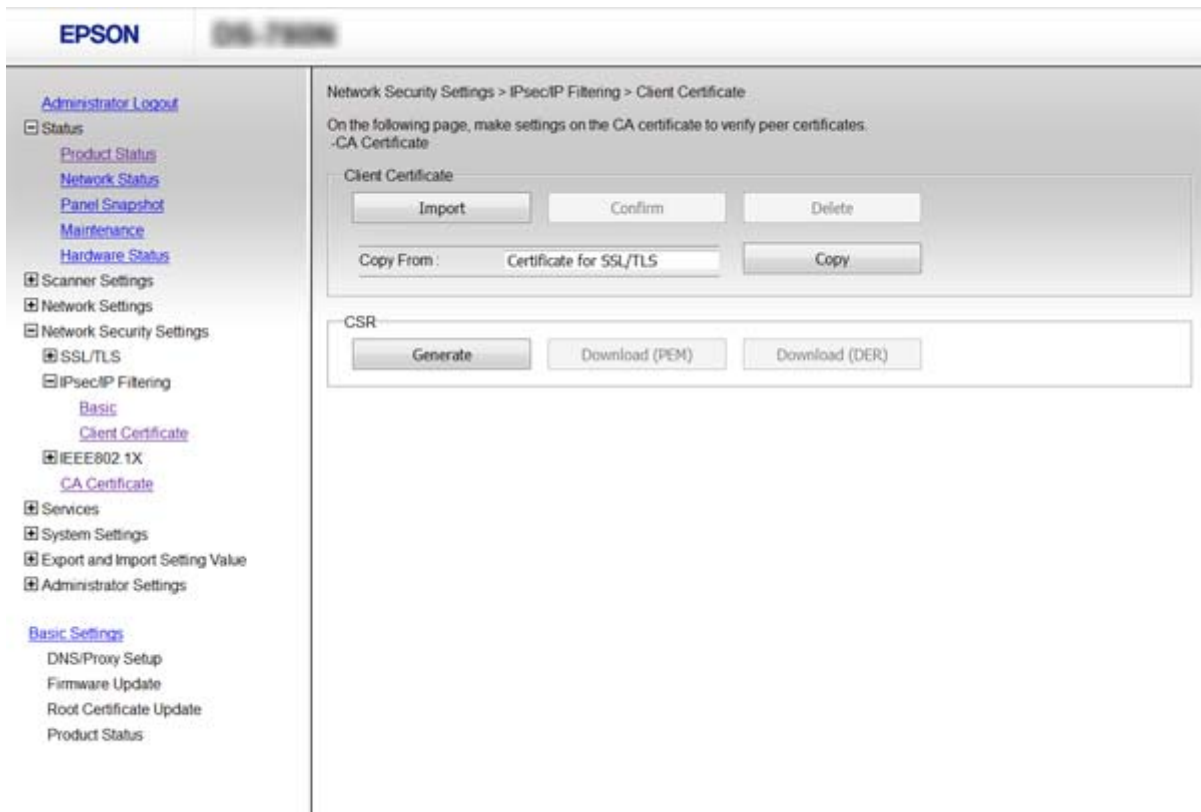 EPSON
Administrator Logout
Status
Product Status
Network Status
Panel Snapshot
Maintenance
Hardware Status
Scanner Settings
Network Settings
Network Security Settings
SSL/TLS
IPsec/IP Filtering
Basic
Client Certificate
IEEE802.1X
CA Certificate
Services
System Settings
Export and Import Setting Value
Administrator Settings
Basic Settings
DNS/Proxy Setup
Firmware Update
Root Certificate Update
Product Status
Network Security Settings > IPsec/IP Filtering > Client Certificate
On the following page, make settings on the CA certificate to verify peer certificates.
-CA Certificate
Client Certificate
Import Confirm Delete
Copy From : Certificate for SSL/TLS Copy
CSR
Generate Download (PEM) Download (DER)